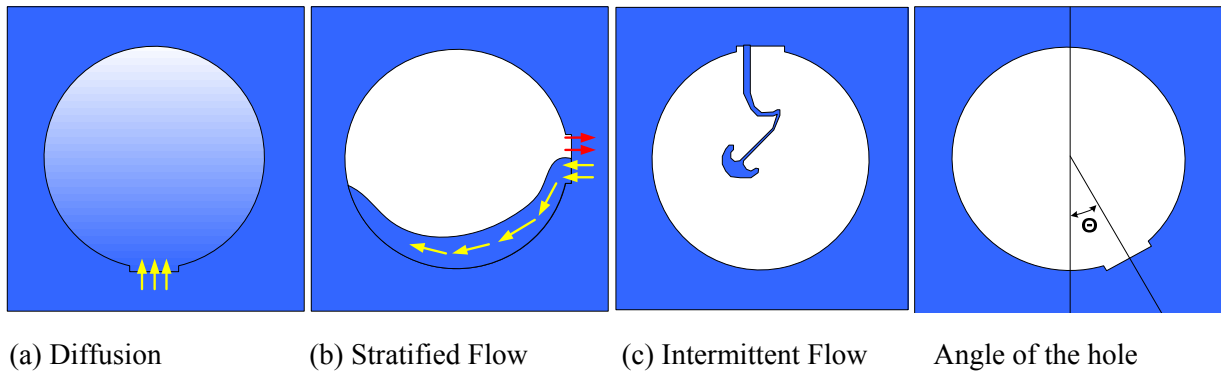 Θ
(a) Diffusion
(b) Stratified Flow
(c) Intermittent Flow
Angle of the hole